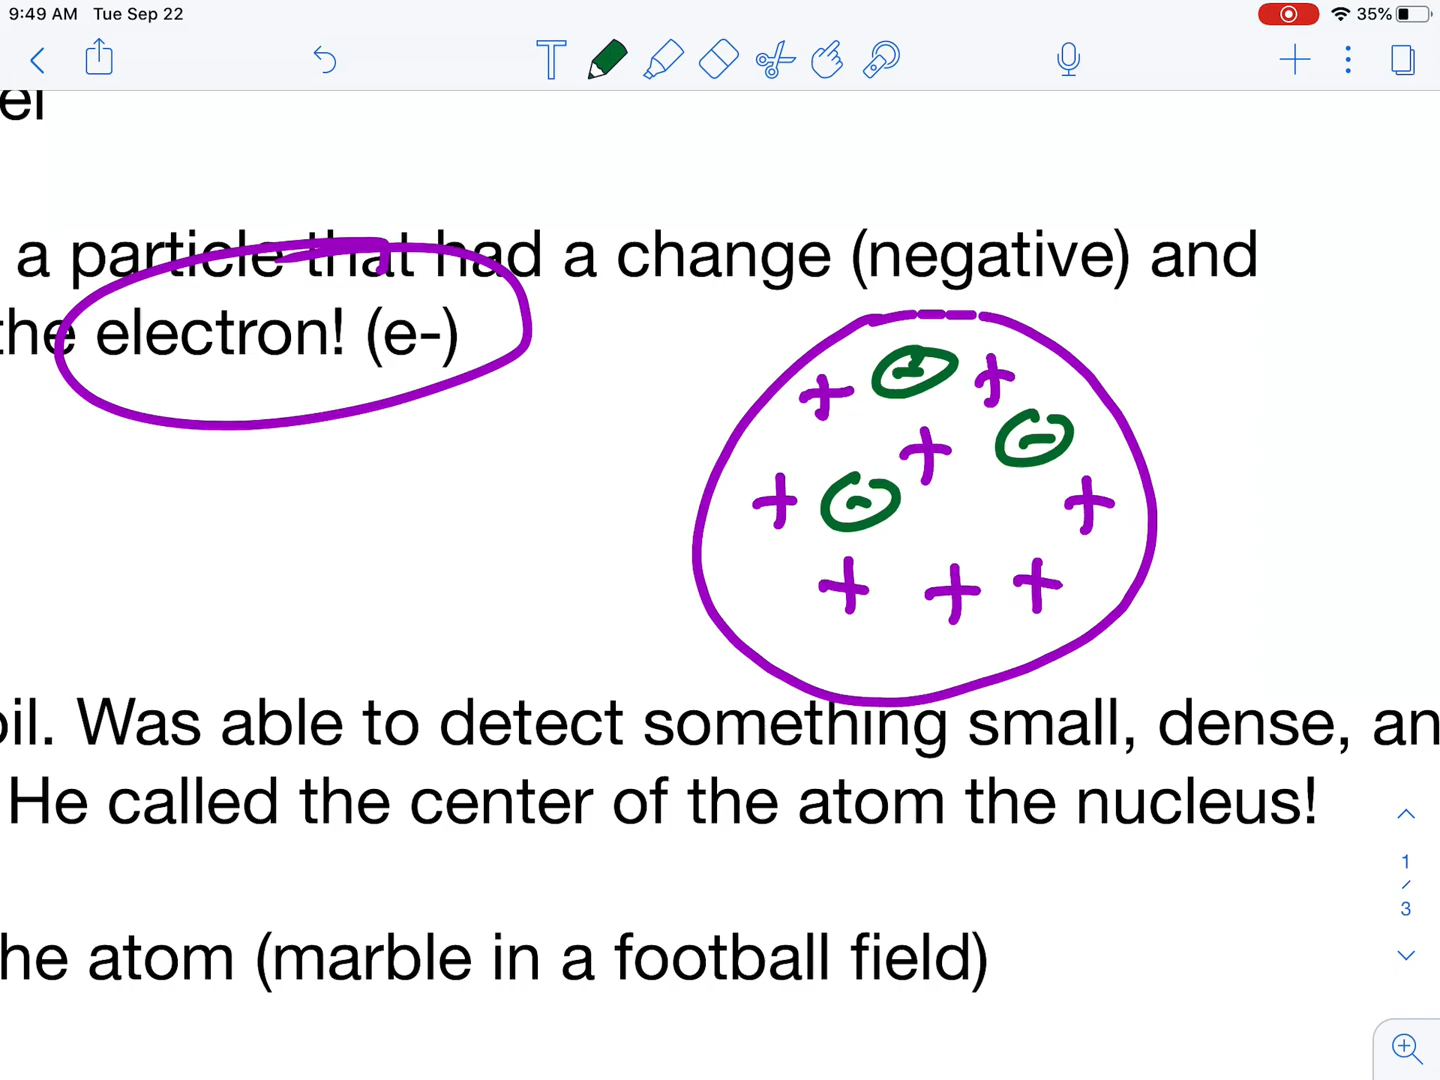 9:49 AM Tue Sep 22
35%
el
a particle that had a change (negative) and
the electron! (e-)
+ - +
+ -
+ - +
+ + +
oil. Was able to detect something small, dense, an
He called the center of the atom the nucleus!
he atom (marble in a football field)
1
/
3